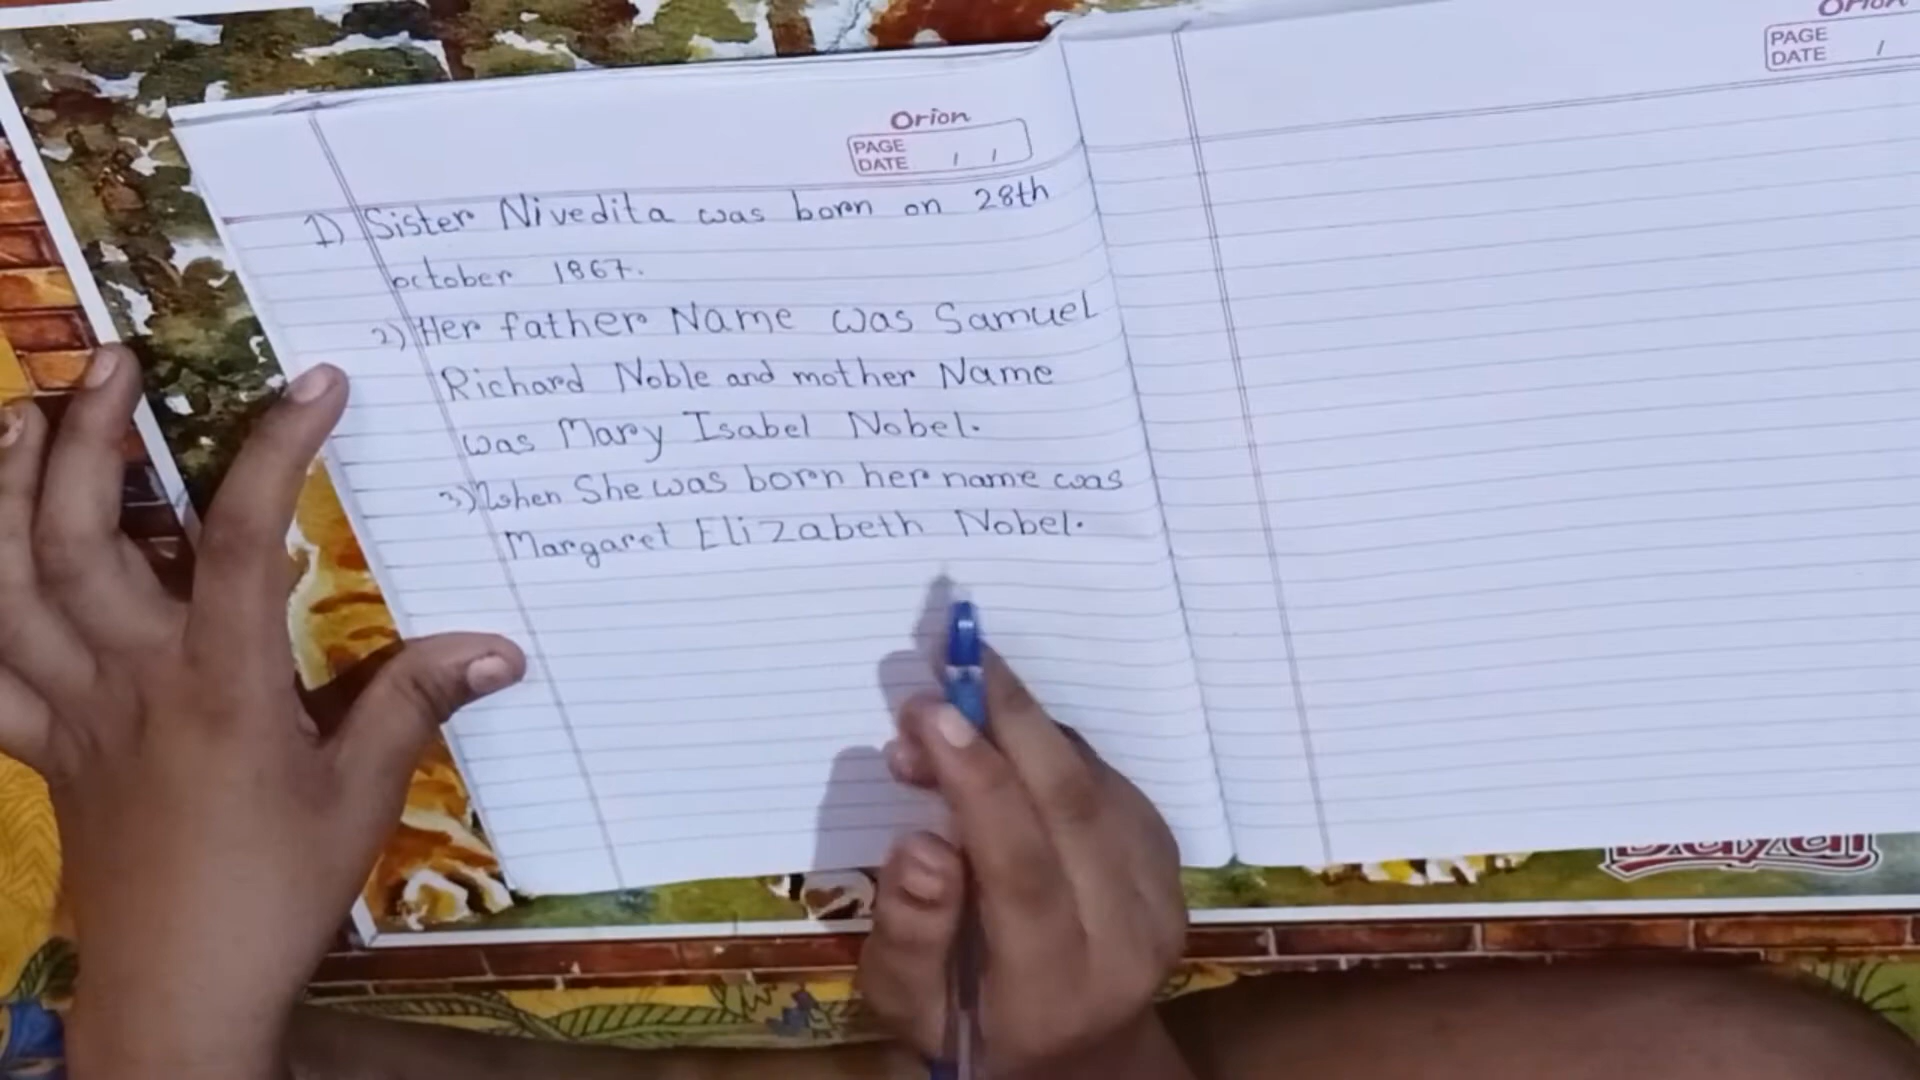 Orion
PAGE
DATE / /
1) Sister Nivedita was born on 28th
october 1867.
2) Her father Name was Samuel
Richard Noble and mother Name
was Mary Isabel Nobel.
3) When She was born her name was
Margaret Elizabeth Nobel.
Orion
PAGE
DATE /